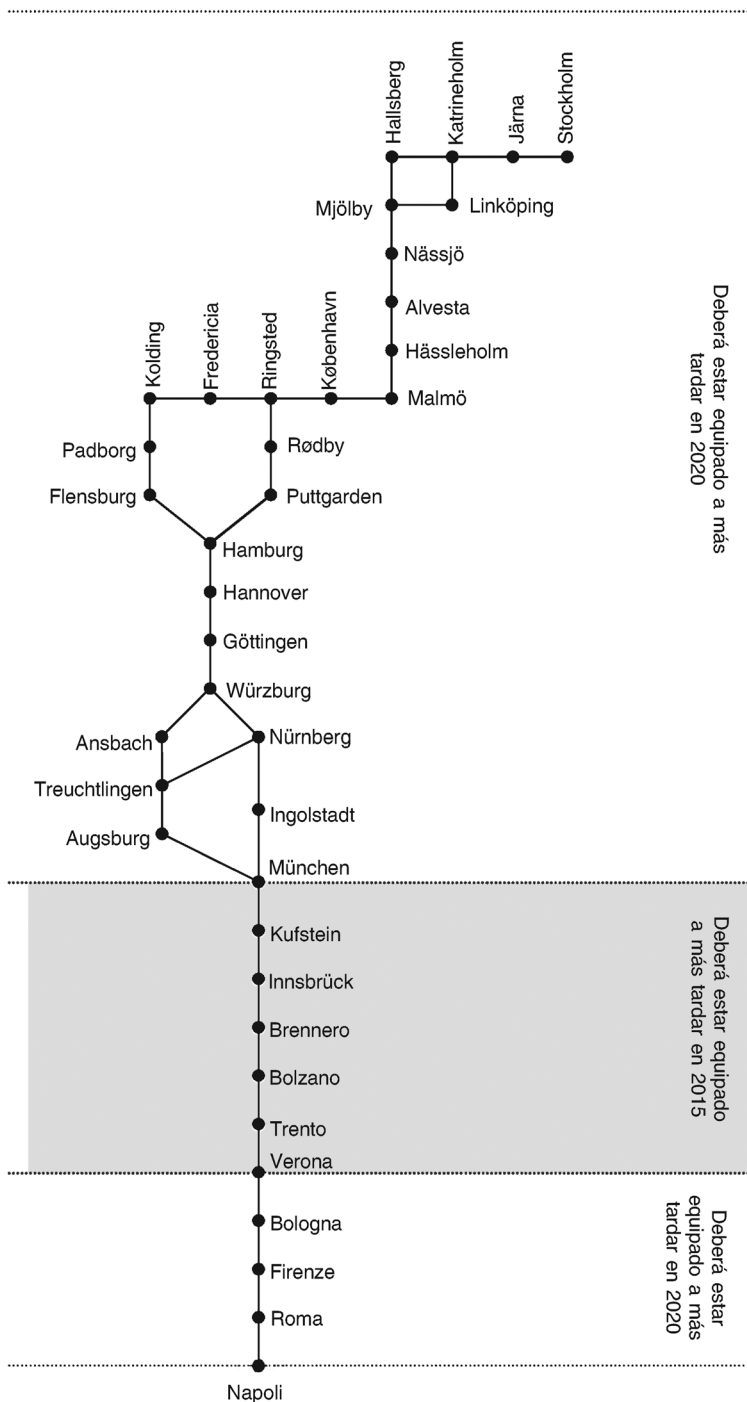 Hallsberg
Katrineholm
Järna
Stockholm
Mjölby
Linköping
Nässjö
Alvesta
Hässleholm
Kolding
Fredericia
Ringsted
København
Malmö
Padborg
Rødby
Flensburg
Puttgarden
Hamburg
Hannover
Göttingen
Würzburg
Ansbach
Nürnberg
Treuchtlingen
Ingolstadt
Augsburg
München
Deberá estar equipado a más
tardar en 2020
Kufstein
Innsbrück
Brennero
Bolzano
Trento
Verona
Deberá estar equipado
a más tardar en 2015
Bologna
Firenze
Roma
Napoli
Deberá estar
equipado a más
tardar en 2020